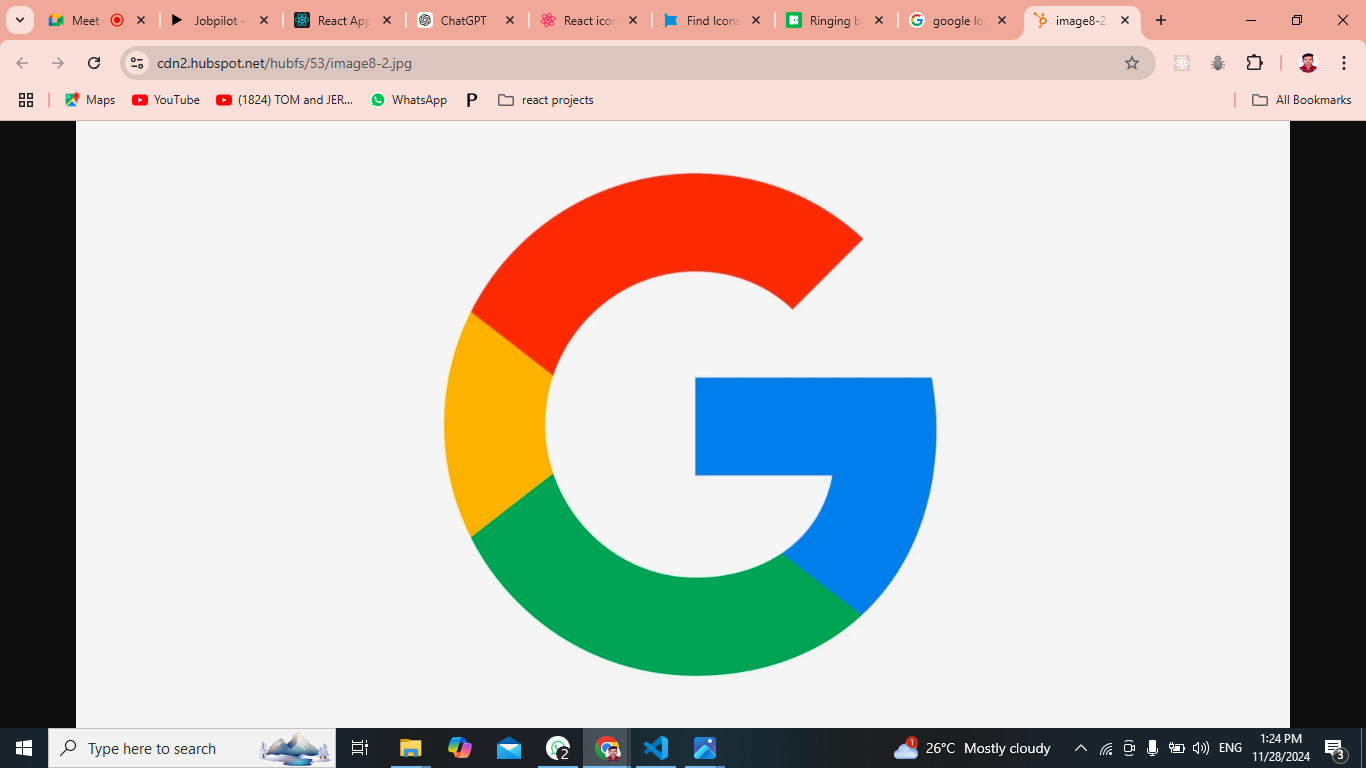 Meet
Jobpilot -
React App
ChatGPT
React icon
Find Icons
Ringing b
google lo
image8-2
cdn2.hubspot.net/hubfs/53/image8-2.jpg
Maps
YouTube
(1824) TOM and JER...
WhatsApp
P
react projects
All Bookmarks
G
Type here to search
2
1
26°C Mostly cloudy
ENG
1:24 PM
11/28/2024
3